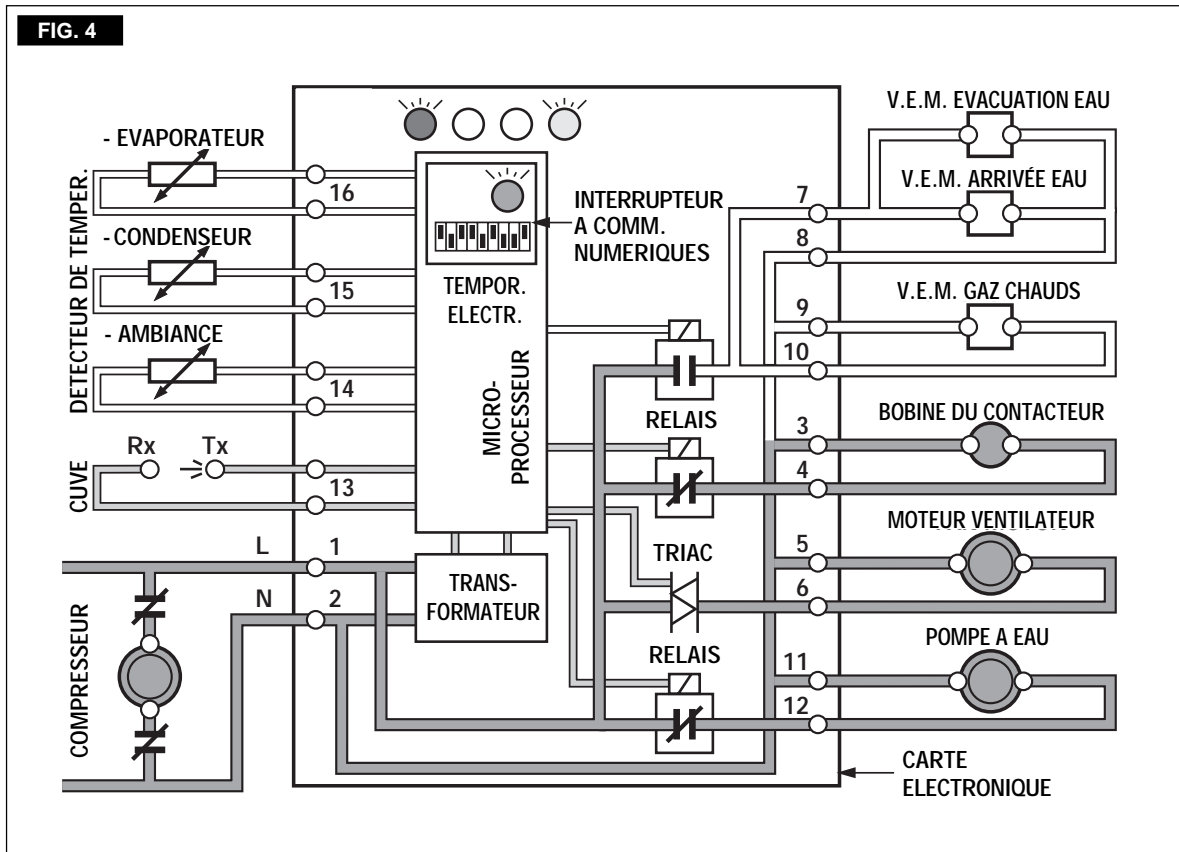 FIG. 4
DETECTEUR DE TEMPER.
- EVAPORATEUR
16
- CONDENSEUR
15
- AMBIANCE
14
CUVE
Rx
Tx
13
L
1
N
2
COMPRESSEUR
INTERRUPTEUR
A COMM.
NUMERIQUES
TEMPOR.
ELECTR.
MICRO-
PROCESSEUR
TRANS-
FORMATEUR
RELAIS
TRIAC
RELAIS
V.E.M. EVACUATION EAU
V.E.M. ARRIVÉE EAU
7
8
V.E.M. GAZ CHAUDS
9
10
BOBINE DU CONTACTEUR
3
4
MOTEUR VENTILATEUR
5
6
POMPE A EAU
11
12
CARTE
ELECTRONIQUE